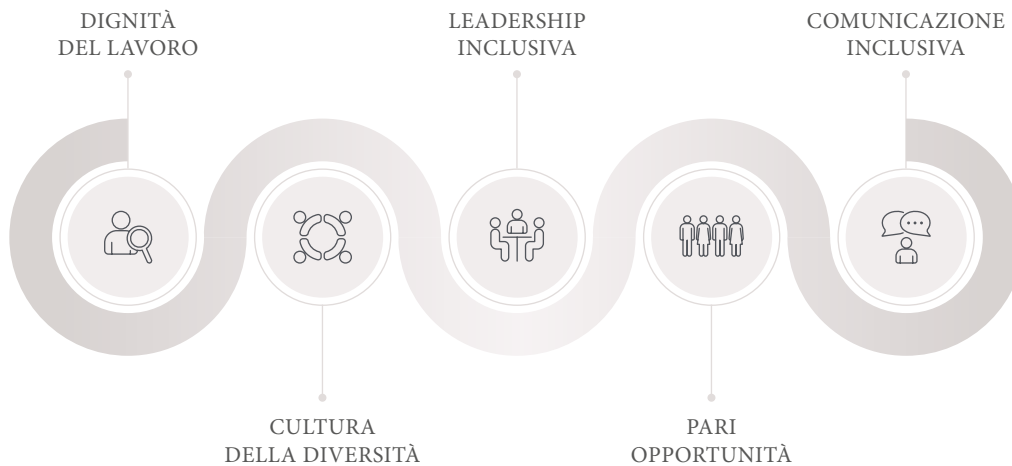 DIGNITÀ
DEL LAVORO
LEADERSHIP
INCLUSIVA
COMUNICAZIONE
INCLUSIVA
CULTURA
DELLA DIVERSITÀ
PARI
OPPORTUNITÀ